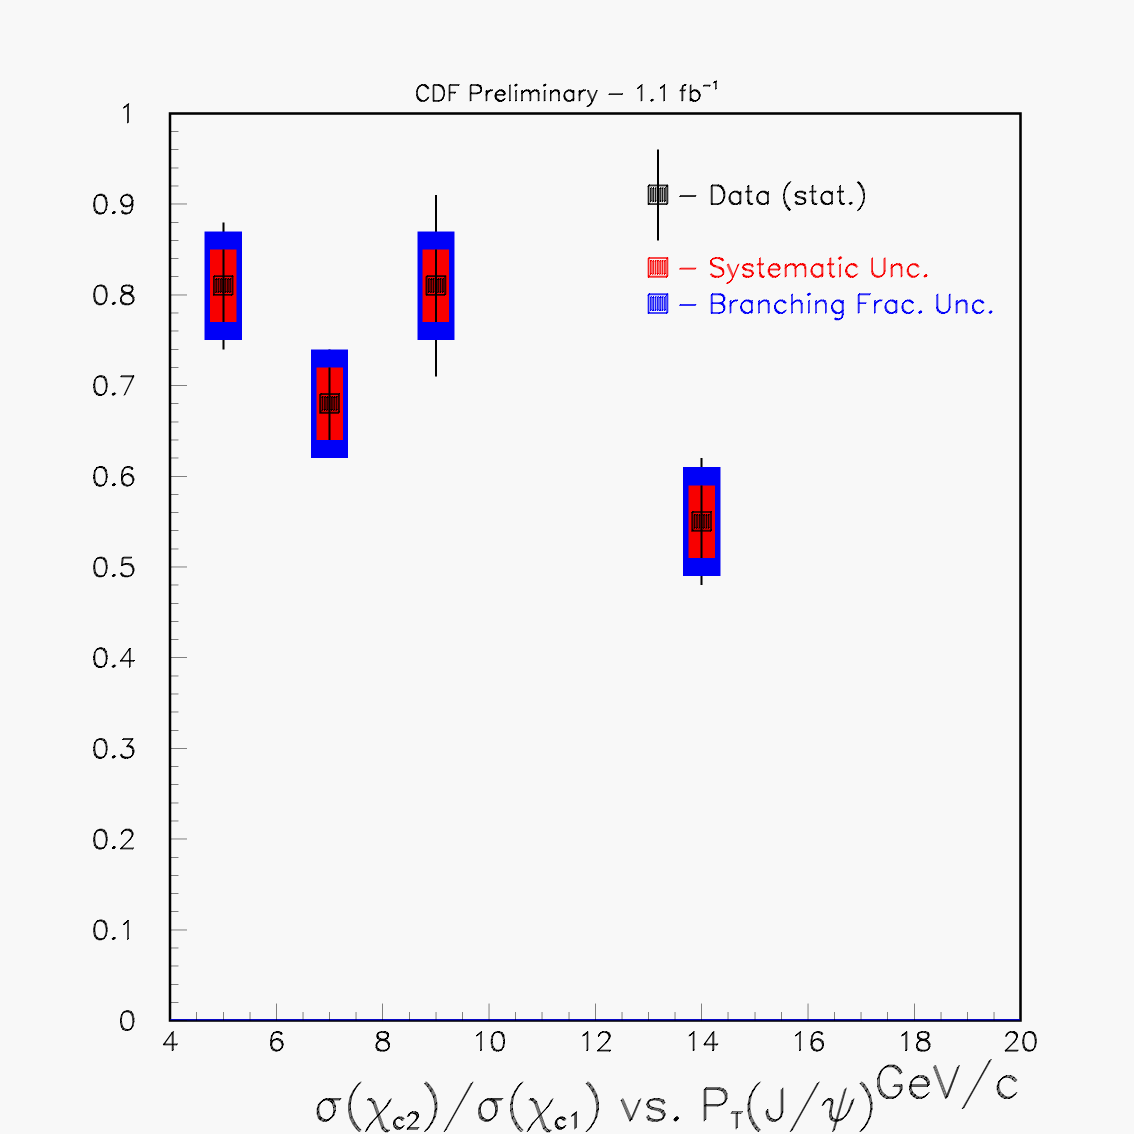 CDF Preliminary – 1.1 fb⁻¹
1
0.9
0.8
0.7
0.6
0.5
0.4
0.3
0.2
0.1
0
– Data (stat.)
– Systematic Unc.
– Branching Frac. Unc.
4 6 8 10 12 14 16 18 20
GeV/c
σ(χc2)/σ(χc1) vs. PT(J/ψ)